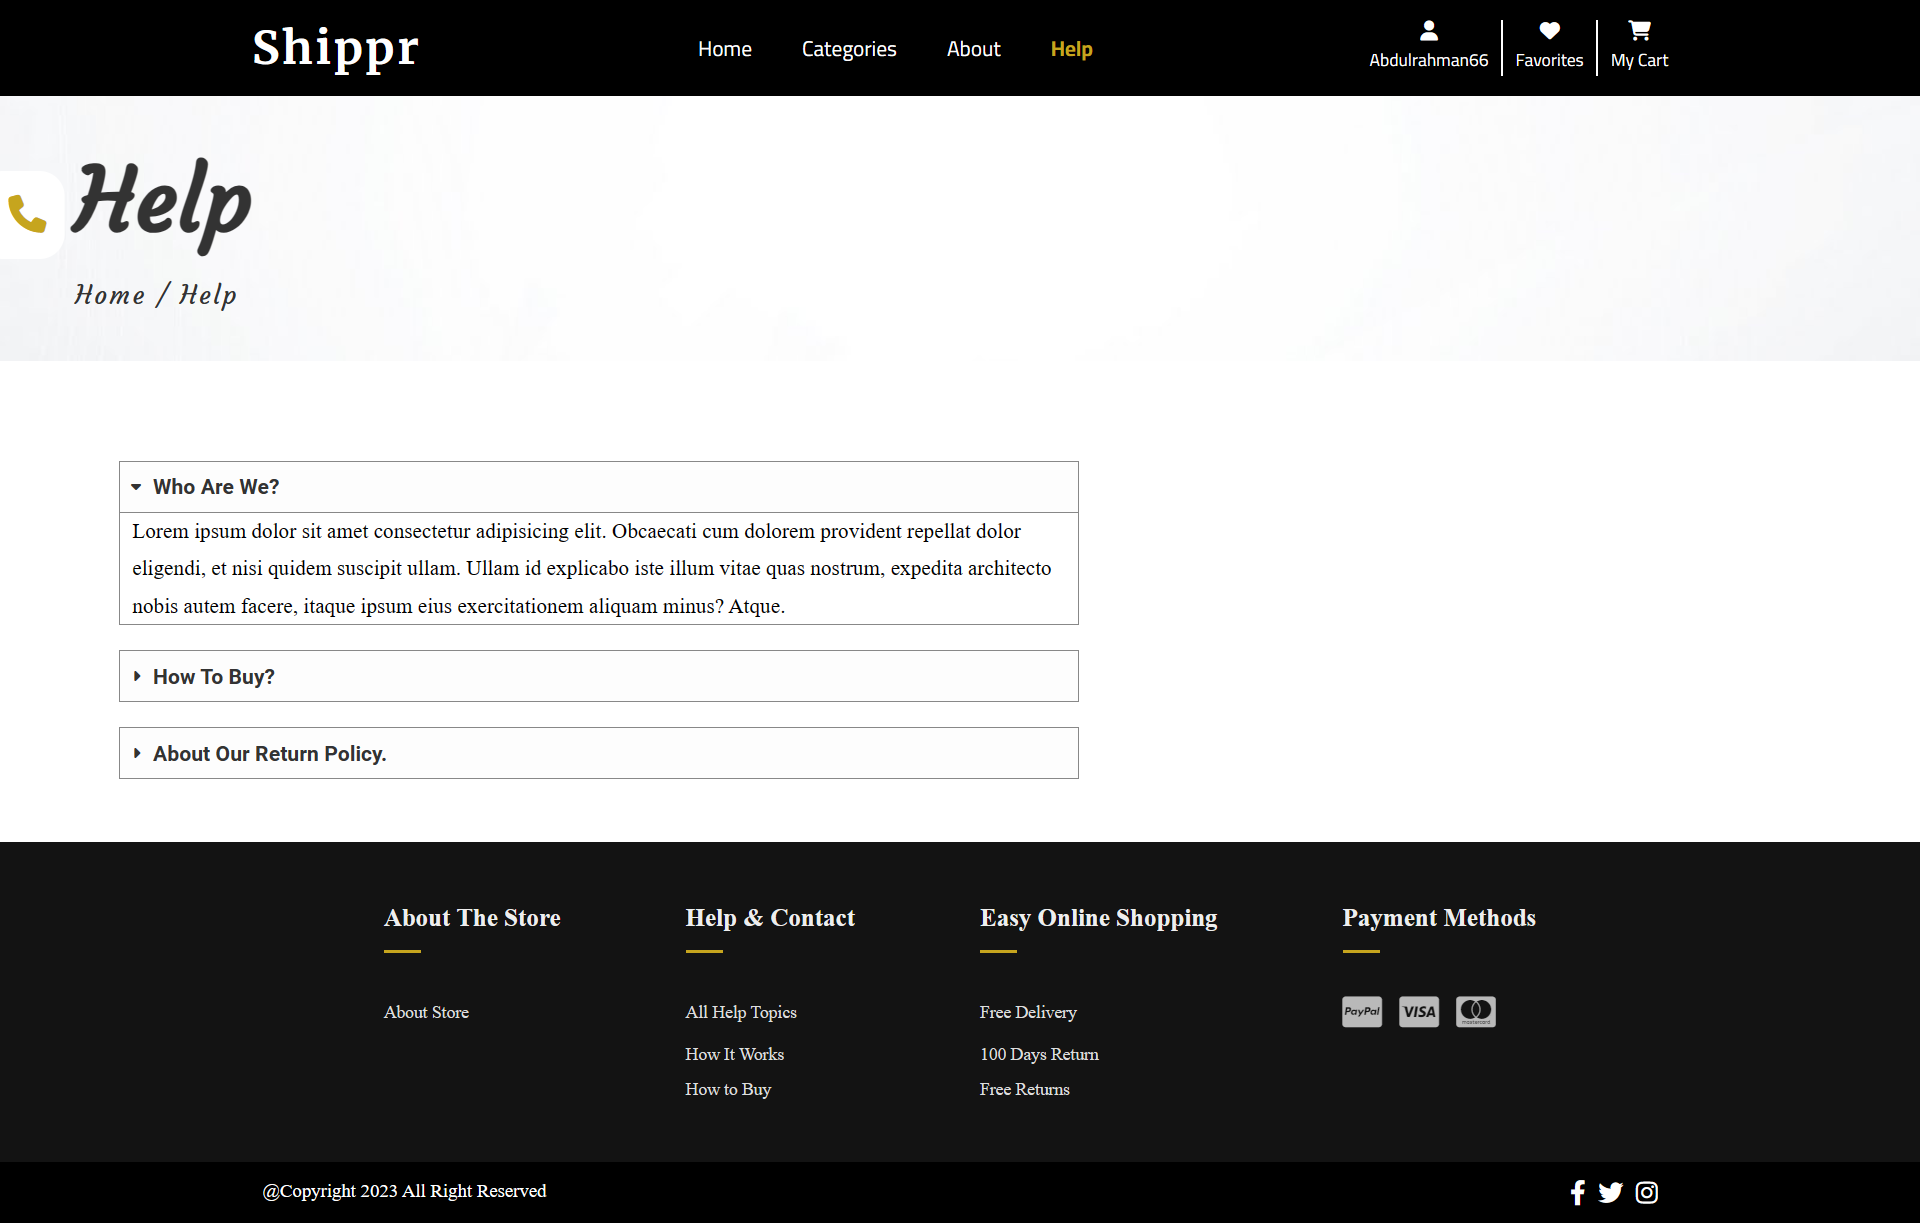 Shippr
Home Categories About Help
Abdulrahman66 Favorites My Cart
Help
Home / Help
Who Are We?
Lorem ipsum dolor sit amet consectetur adipisicing elit. Obcaecati cum dolorem provident repellat dolor
eligendi, et nisi quidem suscipit ullam. Ullam id explicabo iste illum vitae quas nostrum, expedita architecto
nobis autem facere, itaque ipsum eius exercitationem aliquam minus? Atque.
How To Buy?
About Our Return Policy.
About The Store
About Store
Help & Contact
All Help Topics
How It Works
How to Buy
Easy Online Shopping
Free Delivery
100 Days Return
Free Returns
Payment Methods
PayPal VISA mastercard
@Copyright 2023 All Right Reserved